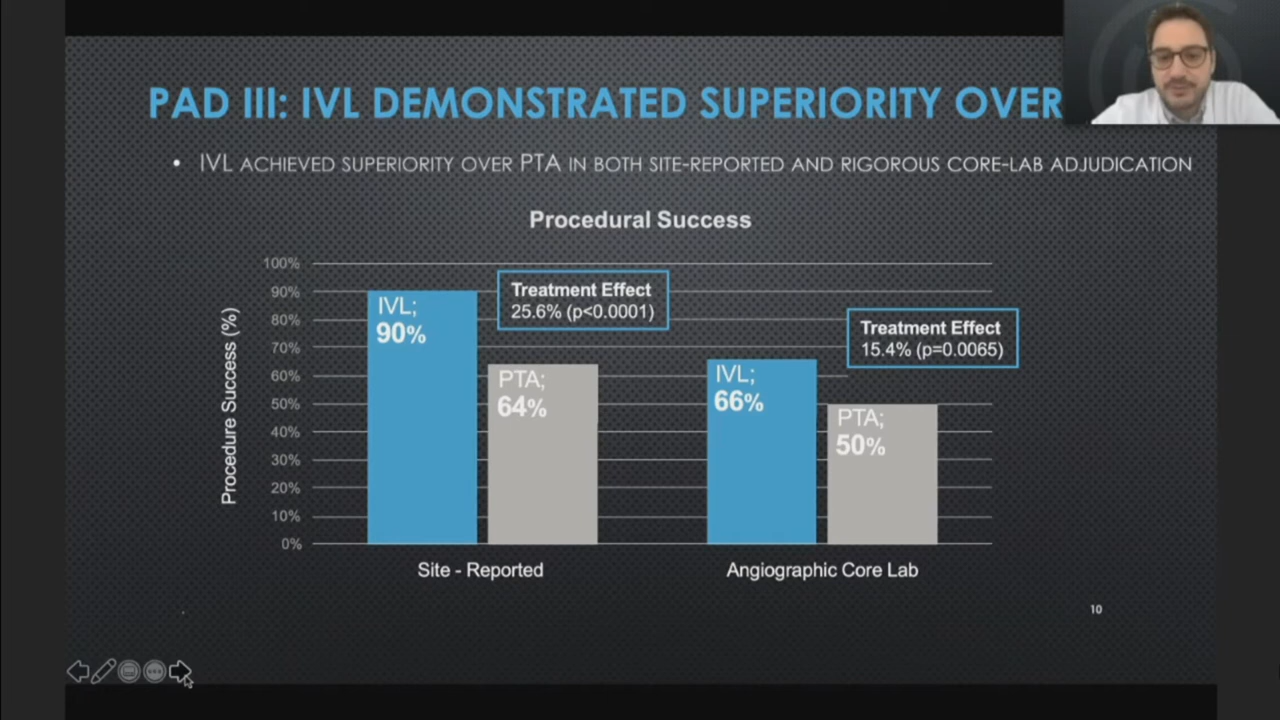 PAD III: IVL DEMONSTRATED SUPERIORITY OVER
• IVL ACHIEVED SUPERIORITY OVER PTA IN BOTH SITE-REPORTED AND RIGOROUS CORE-LAB ADJUDICATION
Procedural Success
Procedure Success (%)
100%
90%
80%
70%
60%
50%
40%
30%
20%
10%
0%
IVL;
90%
PTA;
64%
Treatment Effect
25.6% (p<0.0001)
IVL;
66%
PTA;
50%
Treatment Effect
15.4% (p=0.0065)
Site - Reported
Angiographic Core Lab
10